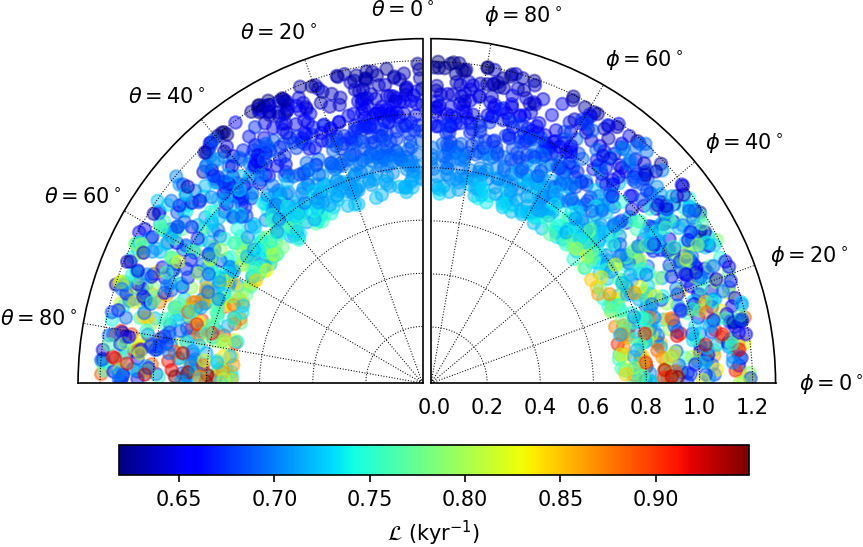 θ = 0°
ϕ = 80°
θ = 20°
ϕ = 60°
θ = 40°
ϕ = 40°
θ = 60°
ϕ = 20°
θ = 80°
ϕ = 0°
0.0 0.2 0.4 0.6 0.8 1.0 1.2
0.65 0.70 0.75 0.80 0.85 0.90
ℒ (kyr⁻¹)